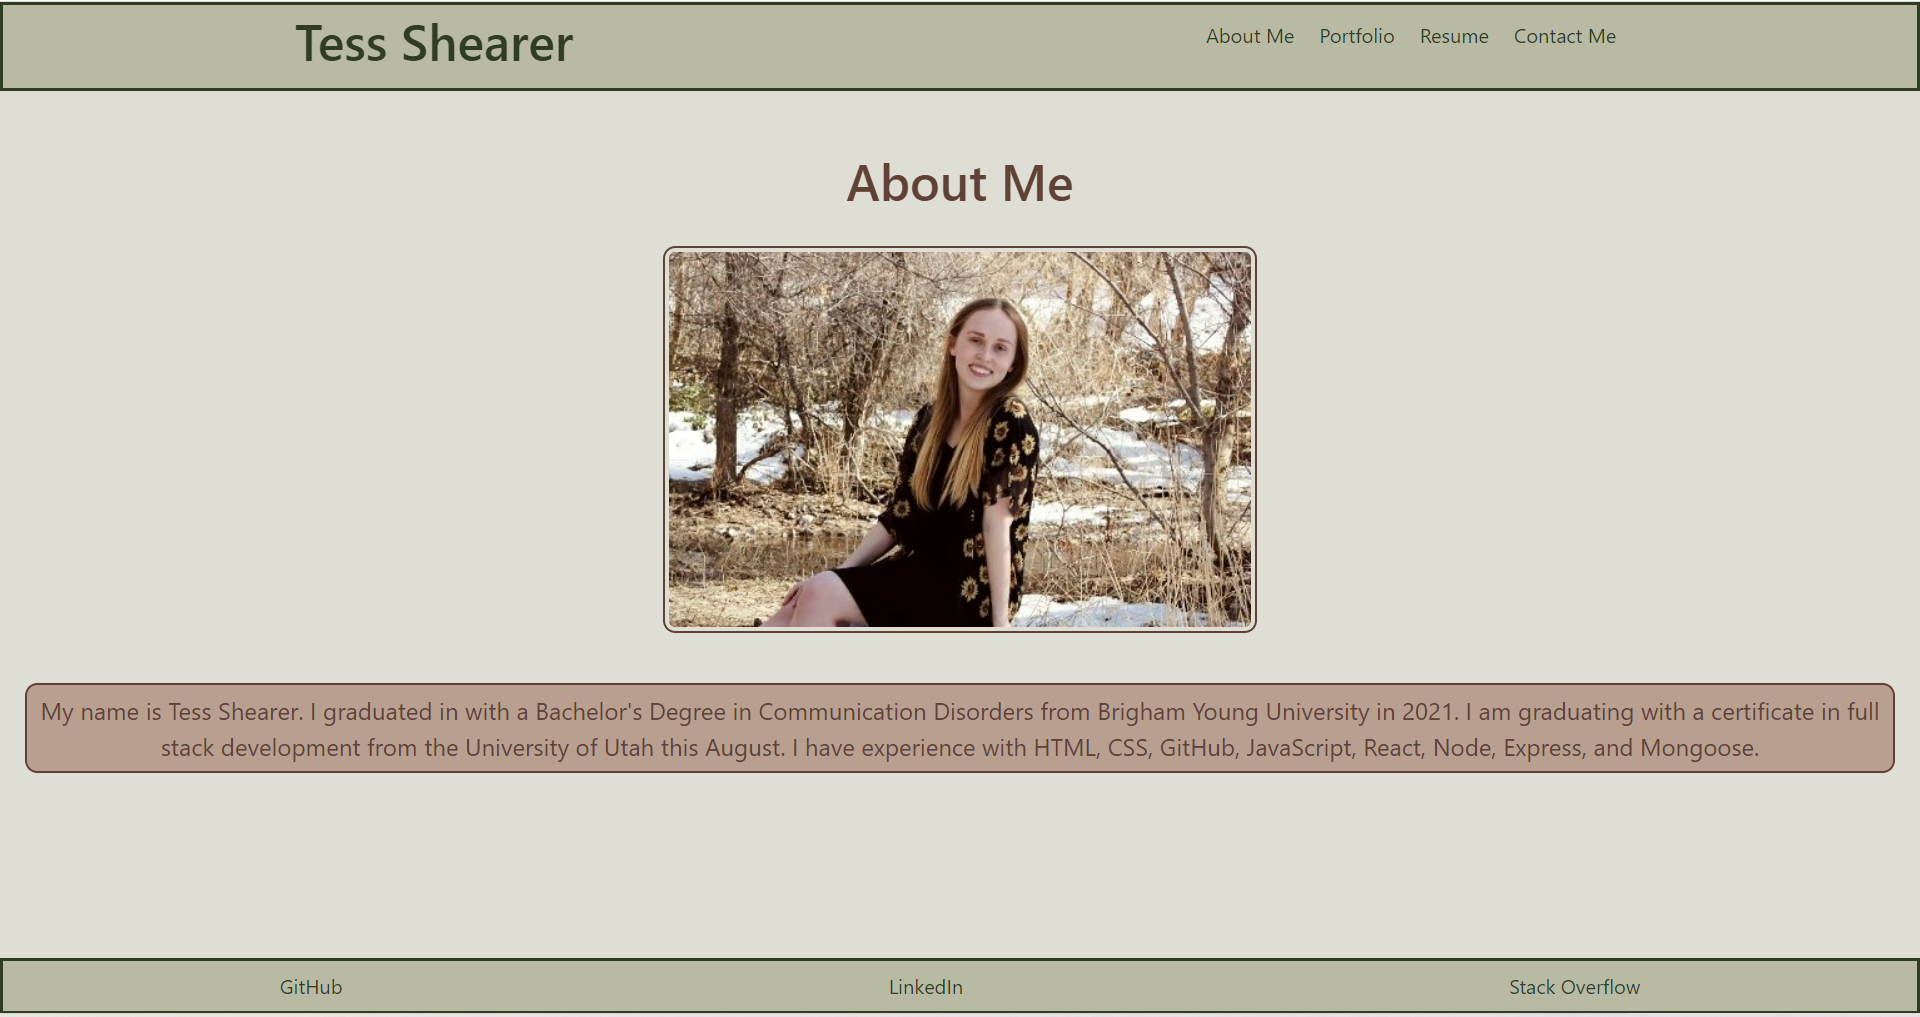 Tess Shearer
About Me Portfolio Resume Contact Me
About Me
My name is Tess Shearer. I graduated in with a Bachelor's Degree in Communication Disorders from Brigham Young University in 2021. I am graduating with a certificate in full
stack development from the University of Utah this August. I have experience with HTML, CSS, GitHub, JavaScript, React, Node, Express, and Mongoose.
GitHub LinkedIn Stack Overflow